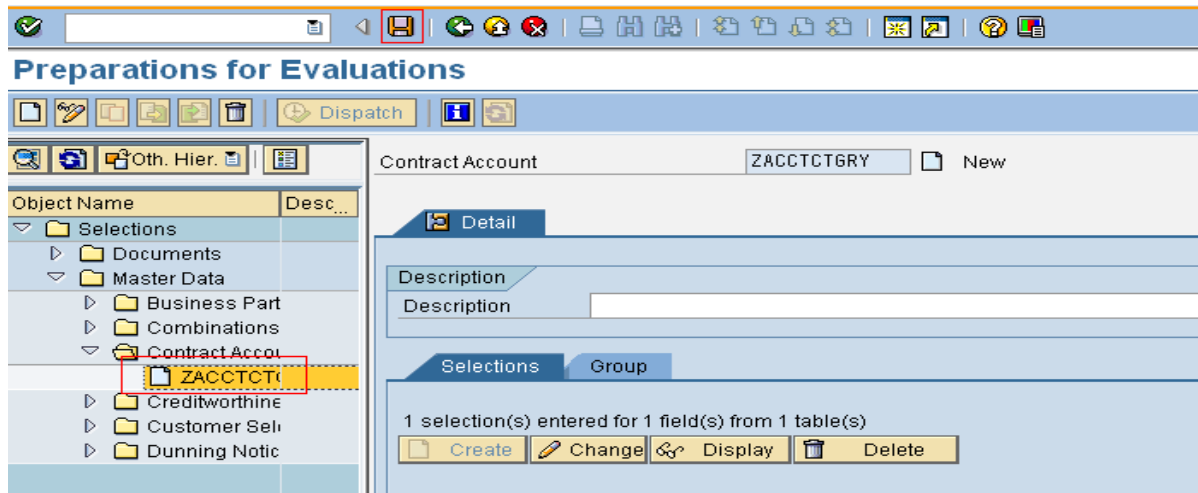 Preparations for Evaluations
Dispatch
Oth. Hier.
Contract Account ZACCTCTGRY New
Object Name Desc...
Detail
Selections
Documents
Master Data
Description
Business Part
Description
Combinations
Contract Accou
Selections Group
ZACCTCT(
Creditworthine
Customer Sel
1 selection(s) entered for 1 field(s) from 1 table(s)
Dunning Notic
Create Change Display Delete